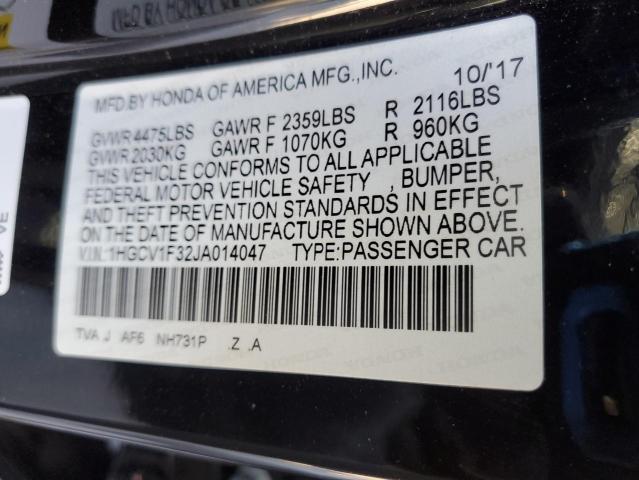 MFD.BY HONDA OF AMERICA MFG.,INC. 10/'17
GVWR 4475LBS GAWR F 2359LBS R 2116LBS
GVWR 2030KG GAWR F 1070KG R 960KG
THIS VEHICLE CONFORMS TO ALL APPLICABLE
FEDERAL MOTOR VEHICLE SAFETY , BUMPER,
AND THEFT PREVENTION STANDARDS IN EFFECT
ON THE DATE OF MANUFACTURE SHOWN ABOVE.
V.I.N.:1HGCV1F32JA014047 TYPE:PASSENGER CAR
TVA J AF6 NH731P .Z .A
VE